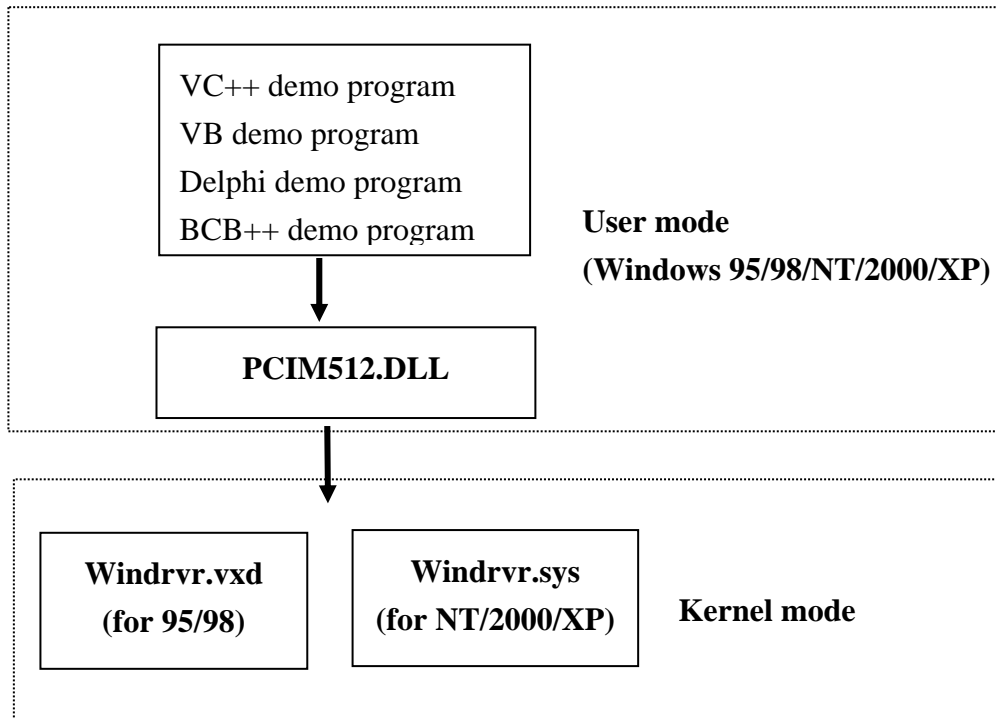 VC++ demo program
VB demo program
Delphi demo program
BCB++ demo program
User mode
(Windows 95/98/NT/2000/XP)
PCIM512.DLL
Windrvr.vxd
(for 95/98)
Windrvr.sys
(for NT/2000/XP)
Kernel mode